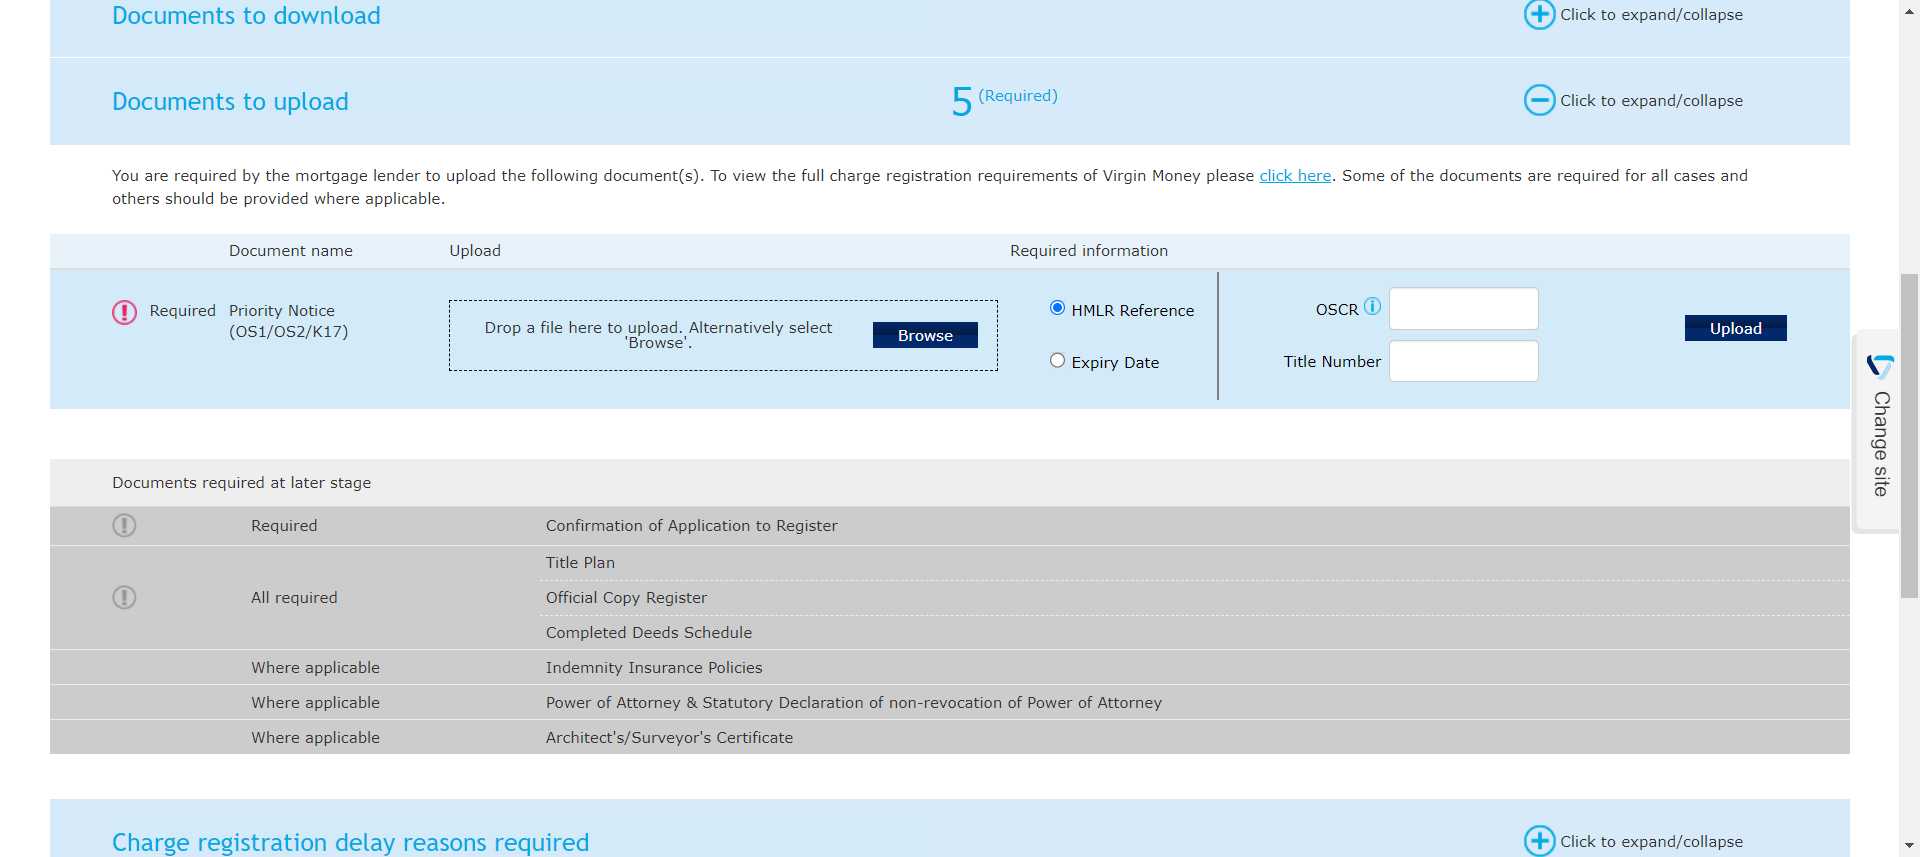 Documents to download
Click to expand/collapse
Documents to upload
5 (Required)
Click to expand/collapse
You are required by the mortgage lender to upload the following document(s). To view the full charge registration requirements of Virgin Money please click here. Some of the documents are required for all cases and
others should be provided where applicable.
Document name Upload Required information
Required
Priority Notice
(OS1/OS2/K17)
Drop a file here to upload. Alternatively select
'Browse'.
Browse
HMLR Reference
Expiry Date
OSCR
Title Number
Upload
Change site
Documents required at later stage
Required Confirmation of Application to Register
Title Plan
All required Official Copy Register
Completed Deeds Schedule
Where applicable Indemnity Insurance Policies
Where applicable Power of Attorney & Statutory Declaration of non-revocation of Power of Attorney
Where applicable Architect's/Surveyor's Certificate
Charge registration delay reasons required
Click to expand/collapse